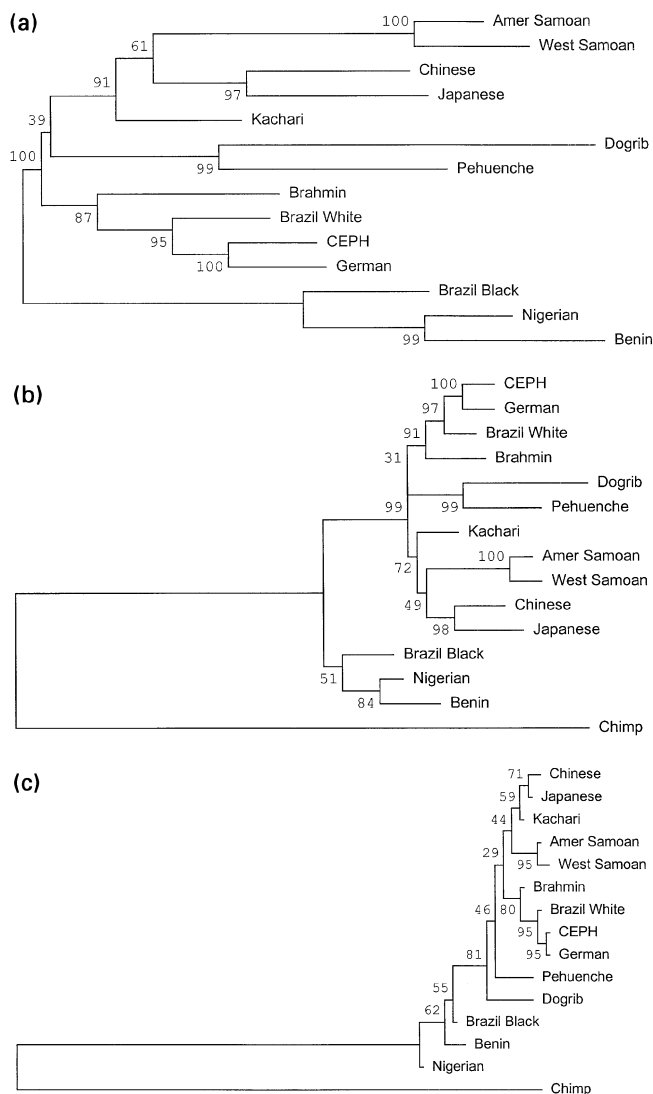 (a)
100 Amer Samoan
61 West Samoan
Chinese
91 97 Japanese
Kachari
39
Dogrib
100
99 Pehuenche
Brahmin
87 Brazil White
95 CEPH
100 German
Brazil Black
Nigerian
99 Benin
(b)
100 CEPH
97 German
91 Brazil White
31 Brahmin
Dogrib
99 99 Pehuenche
Kachari
100 Amer Samoan
72 West Samoan
49 Chinese
98 Japanese
Brazil Black
51 Nigerian
84 Benin
Chimp
(c)
71 Chinese
59 Japanese
44 Kachari
Amer Samoan
29 95 West Samoan
Brahmin
46 80 Brazil White
95 CEPH
81 95 German
Pehuenche
55 Dogrib
62 Brazil Black
Benin
Nigerian
Chimp